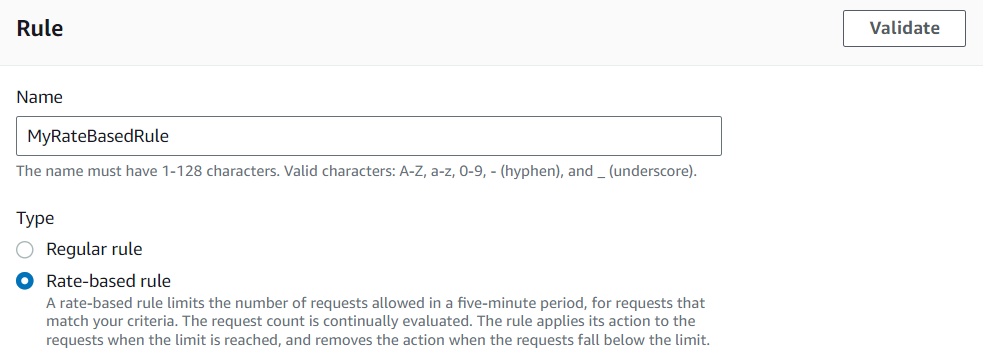 Rule
Validate
Name
MyRateBasedRule
The name must have 1-128 characters. Valid characters: A-Z, a-z, 0-9, - (hyphen), and _ (underscore).
Type
Regular rule
Rate-based rule
A rate-based rule limits the number of requests allowed in a five-minute period, for requests that
match your criteria. The request count is continually evaluated. The rule applies its action to the
requests when the limit is reached, and removes the action when the requests fall below the limit.